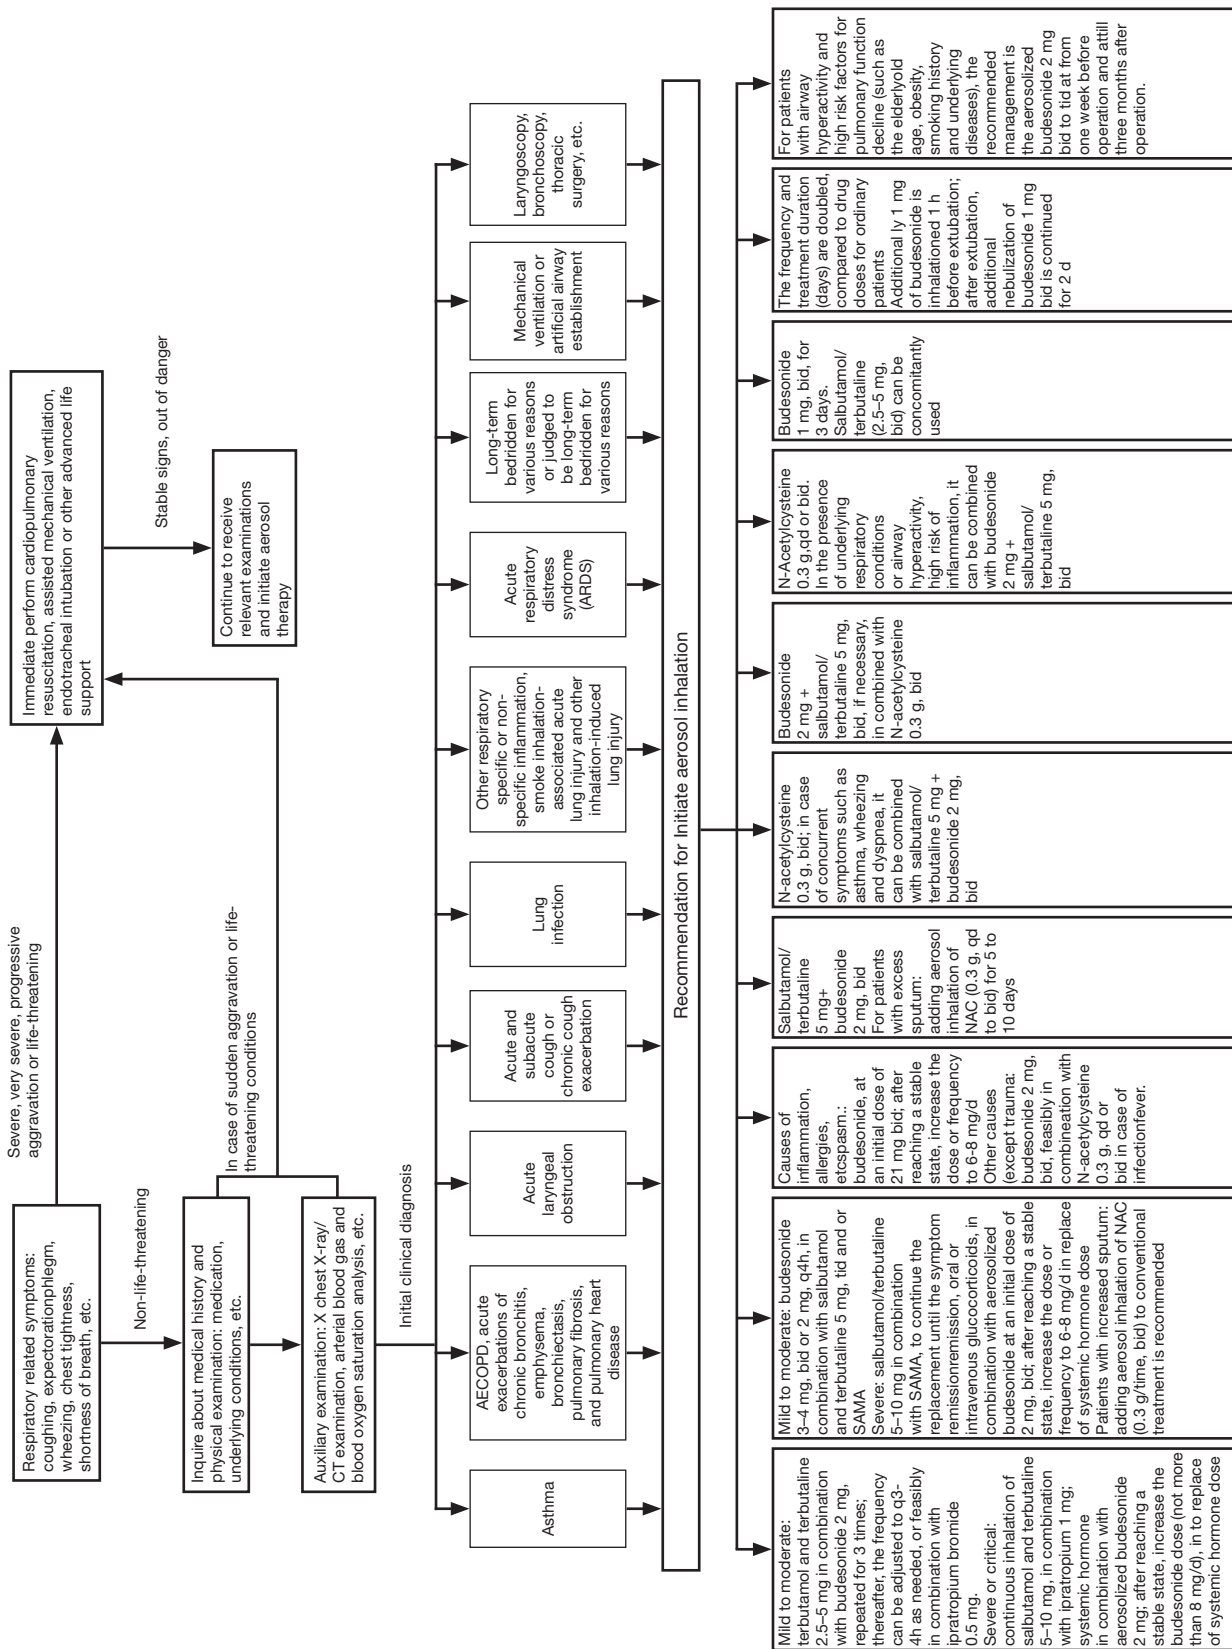 Respiratory related symptoms:
coughing, expectorationphlegm,
wheezing, chest tightness,
shortness of breath, etc.
Severe, very severe, progressive
aggravation or life-threatening
Immediate perform cardiopulmonary
resuscitation, assisted mechanical ventilation,
endotracheal intubation or other advanced life
support
Non-life-threatening
Stable signs, out of danger
Inquire about medical history and
physical examination: medication,
underlying conditions, etc.
In case of sudden aggravation or life-
threatening conditions
Continue to receive
relevant examinations
and initiate aerosol
therapy
Auxiliary examination: X chest X-ray/
CT examination, arterial blood gas and
blood oxygen saturation analysis, etc.
Initial clinical diagnosis
Asthma
AECOPD, acute
exacerbations of
chronic bronchitis,
emphysema,
bronchiectasis,
pulmonary fibrosis,
and pulmonary heart
disease
Acute
laryngeal
obstruction
Acute and
subacute
cough or
chronic cough
exacerbation
Lung
infection
Other respiratory
specific or non-
specific inflammation,
smoke inhalation-
associated acute
lung injury and other
inhalation-induced
lung injury
Acute
respiratory
distress
syndrome
(ARDS)
Long-term
bedridden for
various reasons
or judged to
be long-term
bedridden for
various reasons
Mechanical
ventilation or
artificial airway
establishment
Laryngoscopy,
bronchoscopy,
thoracic
surgery, etc.
Recommendation for Initiate aerosol inhalation
Mild to moderate:
terbutamol and terbutaline
2.5–5 mg in combination
with budesonide 2 mg,
repeated for 3 times;
thereafter, the frequency
can be adjusted to q3-
4h as needed, or feasibly
in combination with
ipratropium bromide
0.5 mg.
Severe or critical:
continuous inhalation of
salbutamol and terbutaline
5–10 mg, in combination
with ipratropium 1 mg;
systemic hormone
in combination with
aerosolized budesonide
2 mg; after reaching a
stable state, increase the
budesonide dose (not more
than 8 mg/d), in to replace
of systemic hormone dose
Mild to moderate: budesonide
3–4 mg, bid or 2 mg, q4h, in
combination with salbutamol
and terbutaline 5 mg, tid and or
SAMA
Severe: salbutamol/terbutaline
5–10 mg in combination
with SAMA, to continue the
replacement until the symptom
remissionremission, oral or
intravenous glucocorticoids, in
combination with aerosolized
budesonide at an initial dose of
2 mg, bid; after reaching a stable
state, increase the dose or
frequency to 6-8 mg/d in replace
of systemic hormone dose
Patients with increased sputum:
adding aerosol inhalation of NAC
(0.3 g/time, bid) to conventional
treatment is recommended
Causes of
inflammation,
allergies,
etcspasm.:
budesonide, at
an initial dose of
21 mg bid; after
reaching a stable
state, increase the
dose or frequency
to 6-8 mg/d
Other causes
(except trauma:
budesonide 2 mg,
bid, feasibly in
combineation with
N-acetylcysteine
0.3 g, qd or
bid in case of
infectionfever.
Salbutamol/
terbutaline
5 mg+
budesonide
2 mg, bid
For patients
with excess
sputum:
adding aerosol
inhalation of
NAC (0.3 g, qd
to bid) for 5 to
10 days
N-acetylcysteine
0.3 g, bid; in case
of concurrent
symptoms such as
asthma, wheezing
and dyspnea, it
can be combined
with salbutamol/
terbutaline 5 mg +
budesonide 2 mg,
bid
Budesonide
2 mg +
salbutamol/
terbutaline 5 mg,
bid, if necessary,
in combined with
N-acetylcysteine
0.3 g, bid
N-Acetylcysteine
0.3 g,qd or bid.
In the presence
of underlying
respiratory
conditions
or airway
hyperactivity,
high risk of
inflammation, it
can be combined
with budesonide
2 mg +
salbutamol/
terbutaline 5 mg,
bid
Budesonide
1 mg, bid, for
3 days.
Salbutamol/
terbutaline
(2.5–5 mg,
bid) can be
concomitantly
used
The frequency and
treatment duration
(days) are doubled,
compared to drug
doses for ordinary
patients
Additional ly 1 mg
of budesonide is
inhalationed 1 h
before extubation;
after extubation,
additional
nebulization of
budesonide 1 mg
bid is continued
for 2 d
For patients
with airway
hyperactivity and
high risk factors for
pulmonary function
decline (such as
the elderlyold
age, obesity,
smoking history
and underlying
diseases), the
recommended
management is
the aerosolized
budesonide 2 mg
bid to tid at from
one week before
operation and attill
three months after
operation.